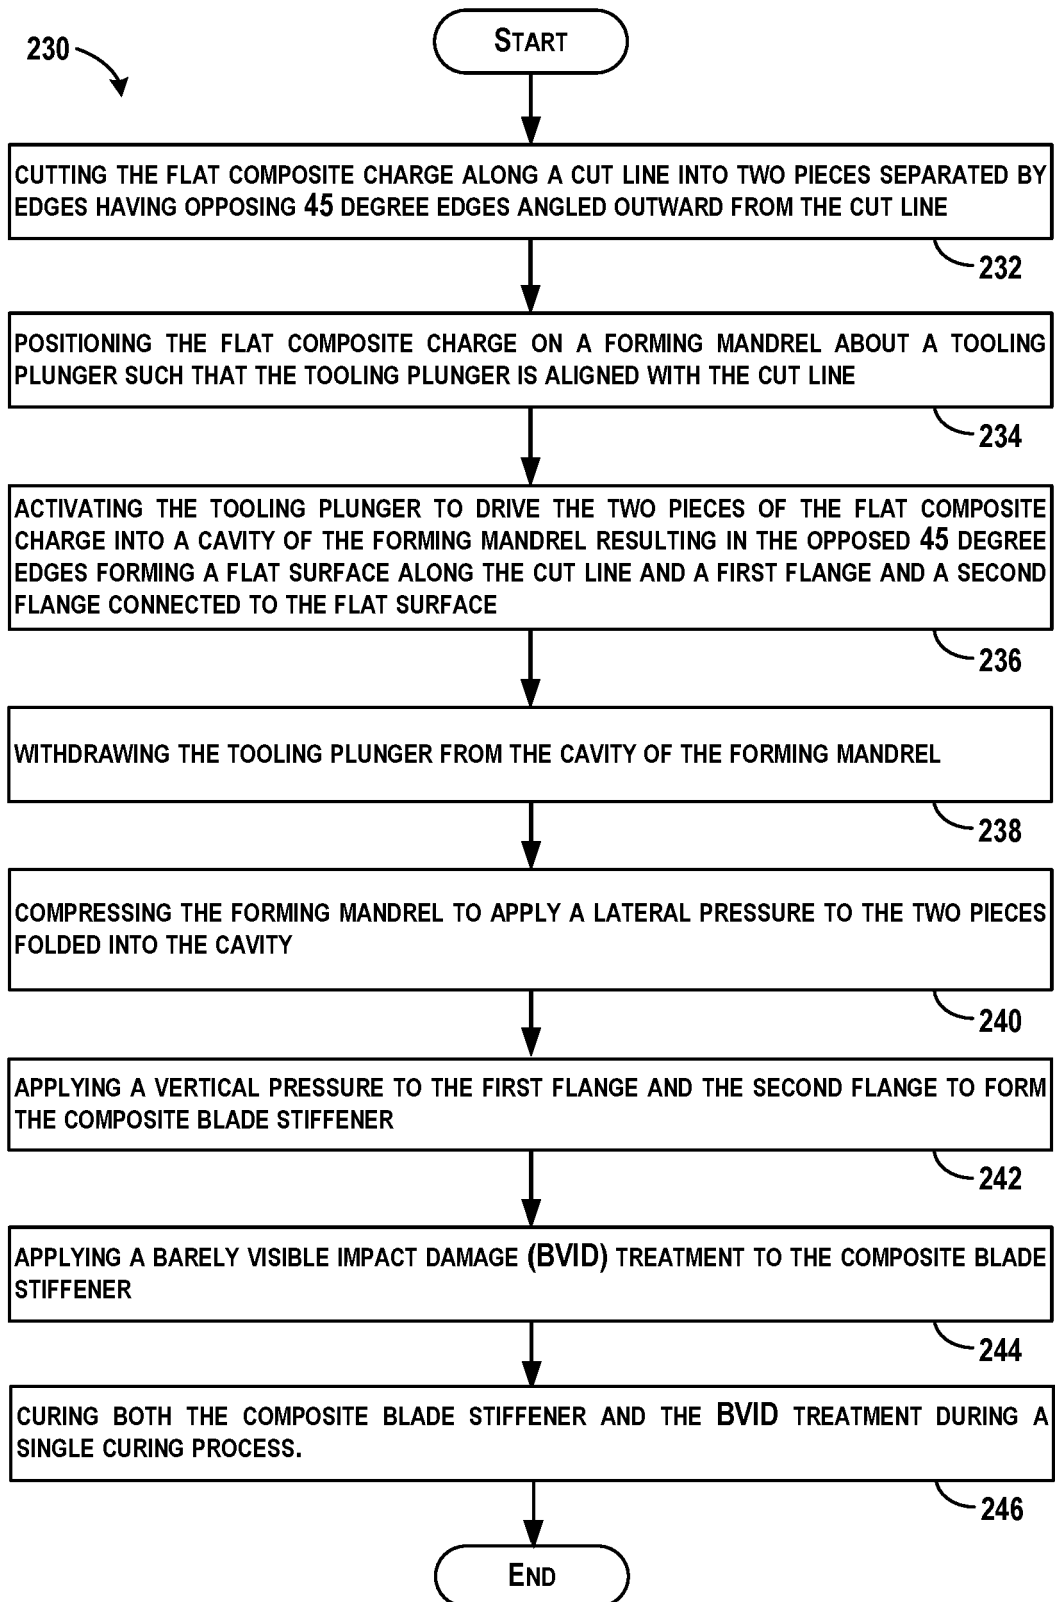 START
230
CUTTING THE FLAT COMPOSITE CHARGE ALONG A CUT LINE INTO TWO PIECES SEPARATED BY
EDGES HAVING OPPOSING 45 DEGREE EDGES ANGLED OUTWARD FROM THE CUT LINE
232
POSITIONING THE FLAT COMPOSITE CHARGE ON A FORMING MANDREL ABOUT A TOOLING
PLUNGER SUCH THAT THE TOOLING PLUNGER IS ALIGNED WITH THE CUT LINE
234
ACTIVATING THE TOOLING PLUNGER TO DRIVE THE TWO PIECES OF THE FLAT COMPOSITE
CHARGE INTO A CAVITY OF THE FORMING MANDREL RESULTING IN THE OPPOSED 45 DEGREE
EDGES FORMING A FLAT SURFACE ALONG THE CUT LINE AND A FIRST FLANGE AND A SECOND
FLANGE CONNECTED TO THE FLAT SURFACE
236
WITHDRAWING THE TOOLING PLUNGER FROM THE CAVITY OF THE FORMING MANDREL
238
COMPRESSING THE FORMING MANDREL TO APPLY A LATERAL PRESSURE TO THE TWO PIECES
FOLDED INTO THE CAVITY
240
APPLYING A VERTICAL PRESSURE TO THE FIRST FLANGE AND THE SECOND FLANGE TO FORM
THE COMPOSITE BLADE STIFFENER
242
APPLYING A BARELY VISIBLE IMPACT DAMAGE (BVID) TREATMENT TO THE COMPOSITE BLADE
STIFFENER
244
CURING BOTH THE COMPOSITE BLADE STIFFENER AND THE BVID TREATMENT DURING A
SINGLE CURING PROCESS.
246
END